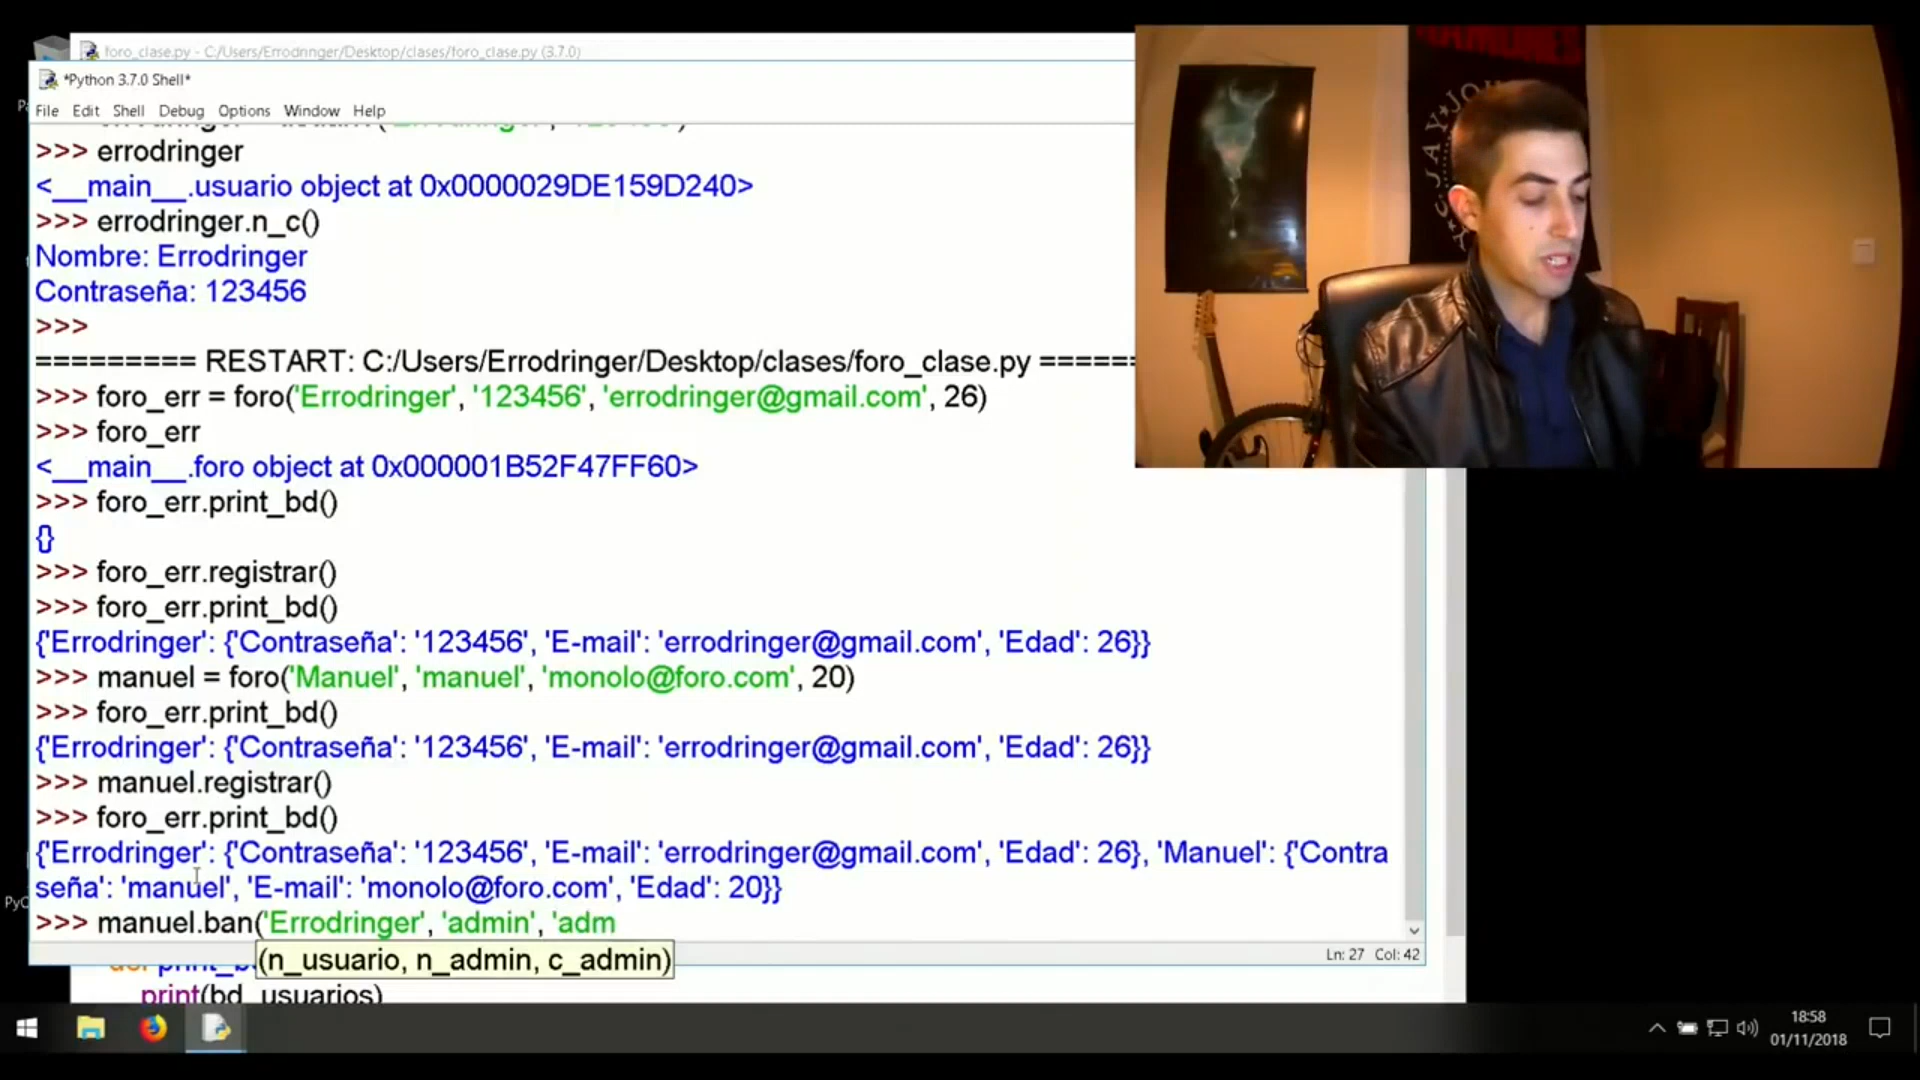 foro_clase.py - C:/Users/Errodringer/Desktop/clases/foro_clase.py (3.7.0)
*Python 3.7.0 Shell*
File Edit Shell Debug Options Window Help
>>> errodringer
<__main__.usuario object at 0x0000029DE159D240>
>>> errodringer.n_c()
Nombre: Errodringer
Contraseña: 123456
>>>
========= RESTART: C:/Users/Errodringer/Desktop/clases/foro_clase.py ======
>>> foro_err = foro('Errodringer', '123456', 'errodringer@gmail.com', 26)
>>> foro_err
<__main__.foro object at 0x000001B52F47FF60>
>>> foro_err.print_bd()
{}
>>> foro_err.registrar()
>>> foro_err.print_bd()
{'Errodringer': {'Contraseña': '123456', 'E-mail': 'errodringer@gmail.com', 'Edad': 26}}
>>> manuel = foro('Manuel', 'manuel', 'monolo@foro.com', 20)
>>> foro_err.print_bd()
{'Errodringer': {'Contraseña': '123456', 'E-mail': 'errodringer@gmail.com', 'Edad': 26}}
>>> manuel.registrar()
>>> foro_err.print_bd()
{'Errodringer': {'Contraseña': '123456', 'E-mail': 'errodringer@gmail.com', 'Edad': 26}, 'Manuel': {'Contra
seña': 'manuel', 'E-mail': 'monolo@foro.com', 'Edad': 20}}
>>> manuel.ban('Errodringer', 'admin', 'adm
(n_usuario, n_admin, c_admin)
Ln: 27 Col: 42
print(bd_usuarios)
18:58
01/11/2018
RAMONES